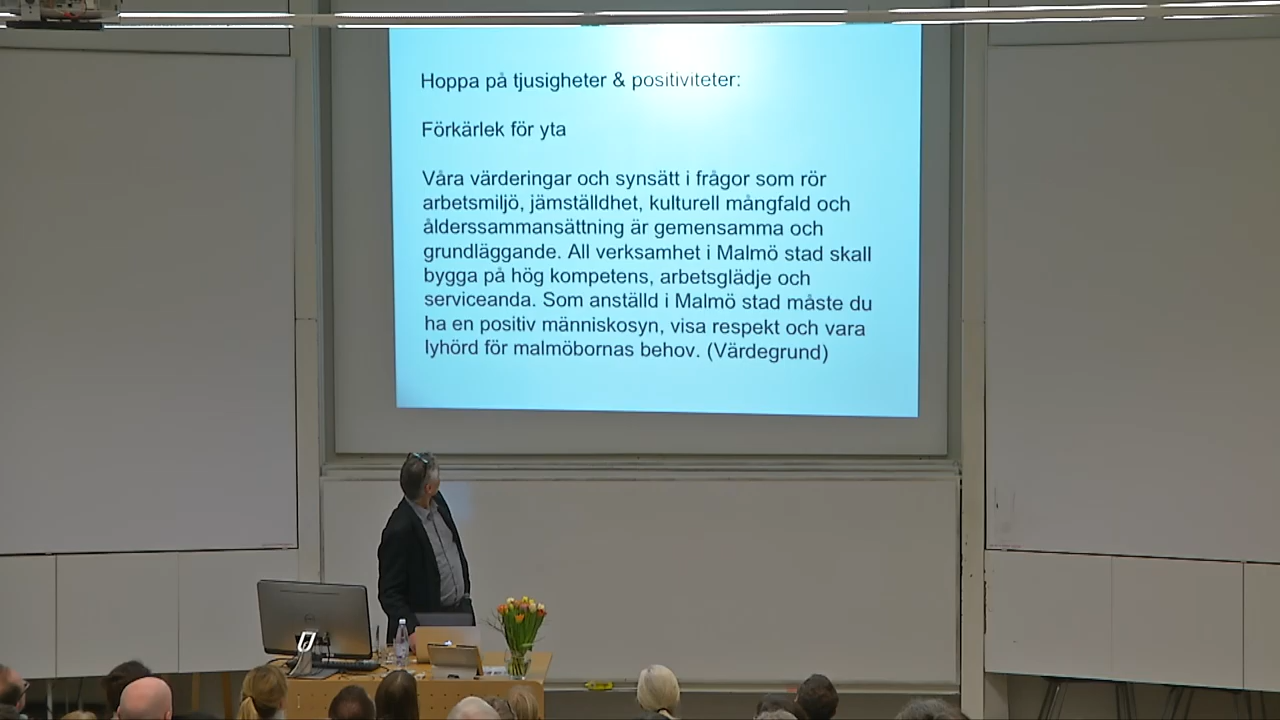 Hoppa på tjusigheter & positiviteter:
Förkärlek för yta
Våra värderingar och synsätt i frågor som rör
arbetsmiljö, jämställdhet, kulturell mångfald och
ålderssammansättning är gemensamma och
grundläggande. All verksamhet i Malmö stad skall
bygga på hög kompetens, arbetsglädje och
serviceanda. Som anställd i Malmö stad måste du
ha en positiv människosyn, visa respekt och vara
lyhörd för malmöbornas behov. (Värdegrund)